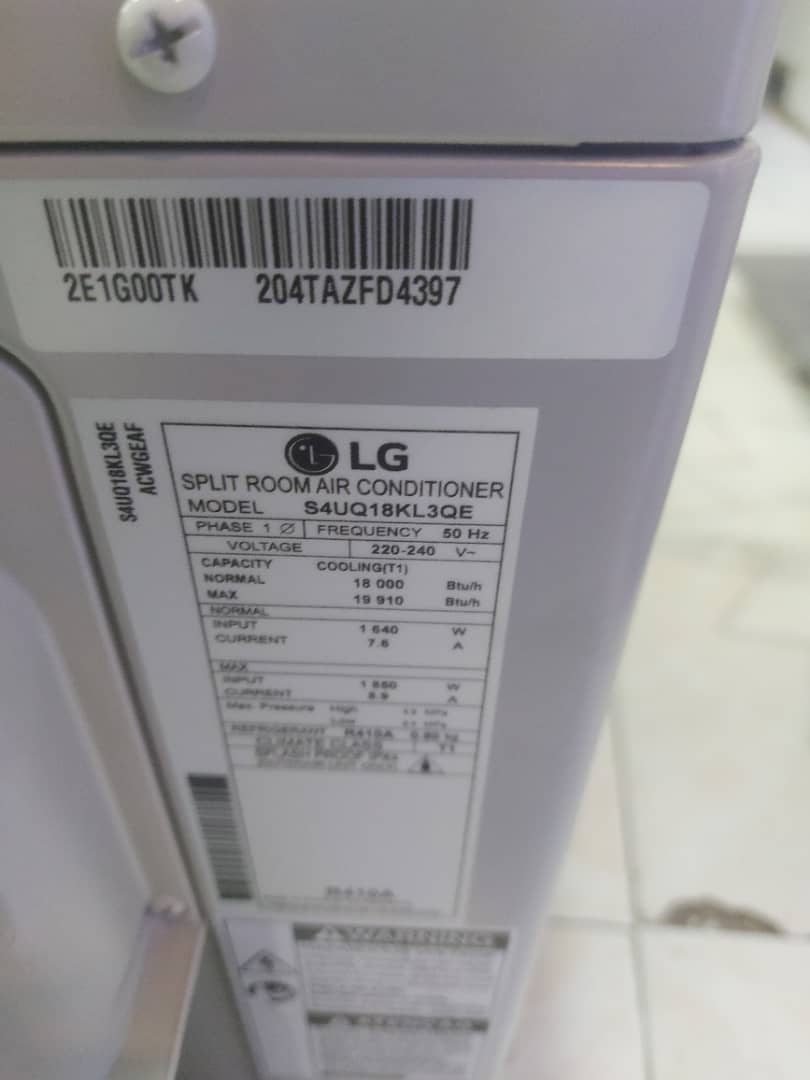 2E1G00TK 204TAZFD4397
S4UQ18KL3QE
ACWGEAF
LG
SPLIT ROOM AIR CONDITIONER
MODEL S4UQ18KL3QE
PHASE 1 Ø FREQUENCY 50 Hz
VOLTAGE 220-240 V~
CAPACITY COOLING(T1)
NORMAL 18 000 Btu/h
MAX 19 910 Btu/h
NORMAL
INPUT 1 640 W
CURRENT 7.6 A
MAX
INPUT W
CURRENT A
Max. Pressure High
Low
REFRIGERANT R410A
CLIMATE CLASS T1
SPLASH PROOF
R410A
WARNING